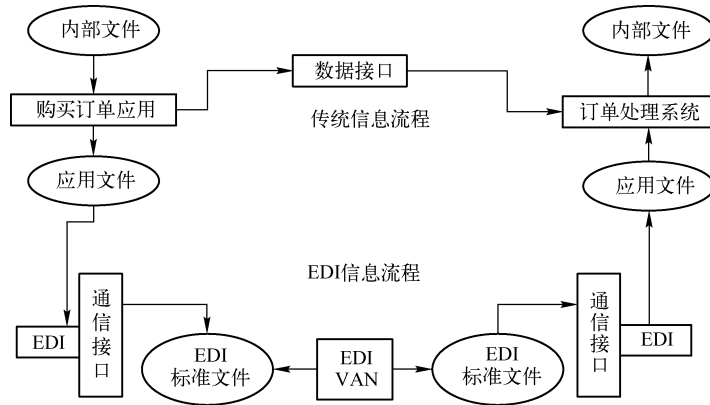 内部文件
内部文件
数据接口
购买订单应用
订单处理系统
传统信息流程
应用文件
应用文件
EDI信息流程
通信接口
通信接口
EDI
EDI
EDI
标准文件
EDI
VAN
EDI
标准文件